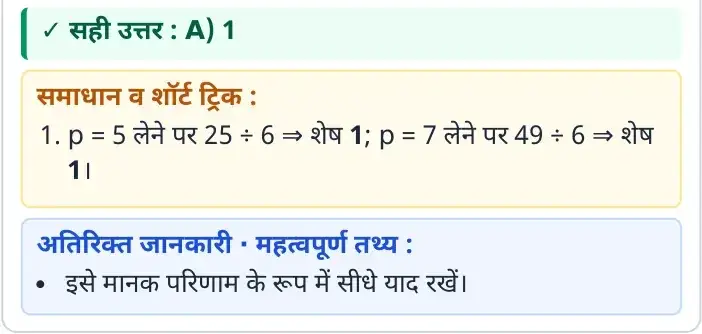 ✓ सही उत्तर : A) 1
समाधान व शॉर्ट ट्रिक :
1. p = 5 लेने पर 25 ÷ 6 ⇒ शेष 1; p = 7 लेने पर 49 ÷ 6 ⇒ शेष
1।
अतिरिक्त जानकारी · महत्वपूर्ण तथ्य :
• इसे मानक परिणाम के रूप में सीधे याद रखें।